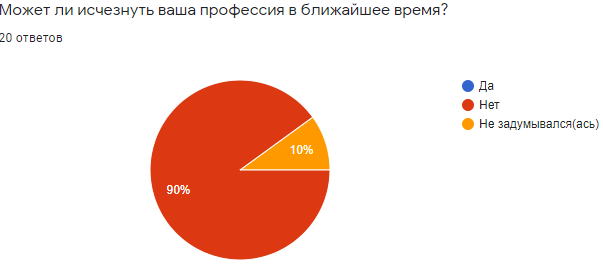 Может ли исчезнуть ваша профессия в ближайшее время?
20 ответов
Да
Нет
Не задумывался(ась)
10%
90%